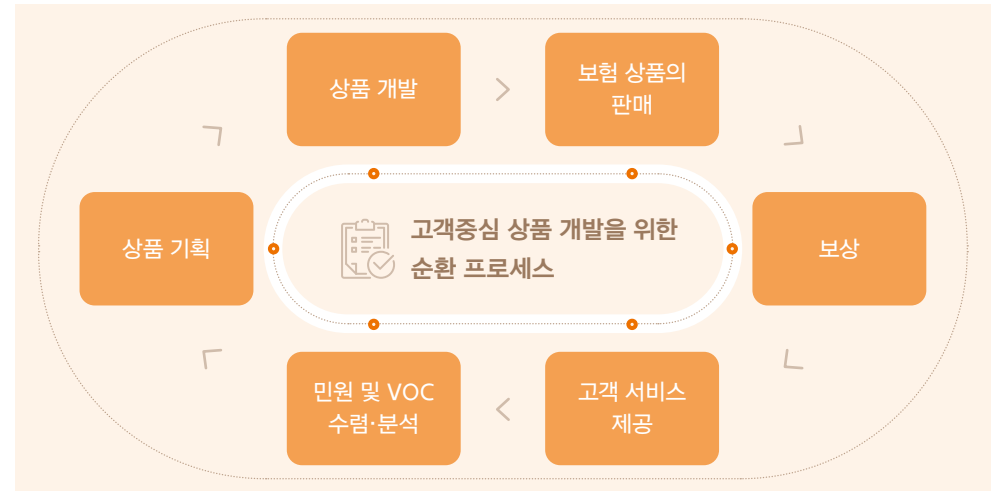 상품 개발
보험 상품의
판매
상품 기획
고객중심 상품 개발을 위한
순환 프로세스
보상
민원 및 VOC
수렴·분석
고객 서비스
제공